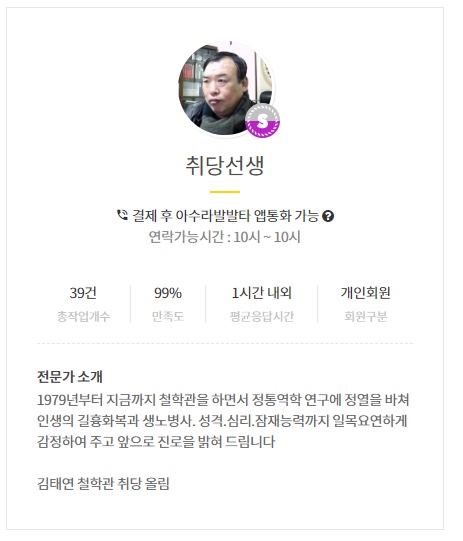 S
취당선생
결제 후 아수라발발타 앱통화 가능 ?
연락가능시간 : 10시 ~ 10시
39건
총작업개수
99%
만족도
1시간 내외
평균응답시간
개인회원
회원구분
전문가 소개
1979년부터 지금까지 철학관을 하면서 정통역학 연구에 정열을 바쳐
인생의 길흉화복과 생노병사. 성격.심리.잠재능력까지 일목요연하게
감정하여 주고 앞으로 진로을 밝혀 드림니다
김태연 철학관 취당 올림